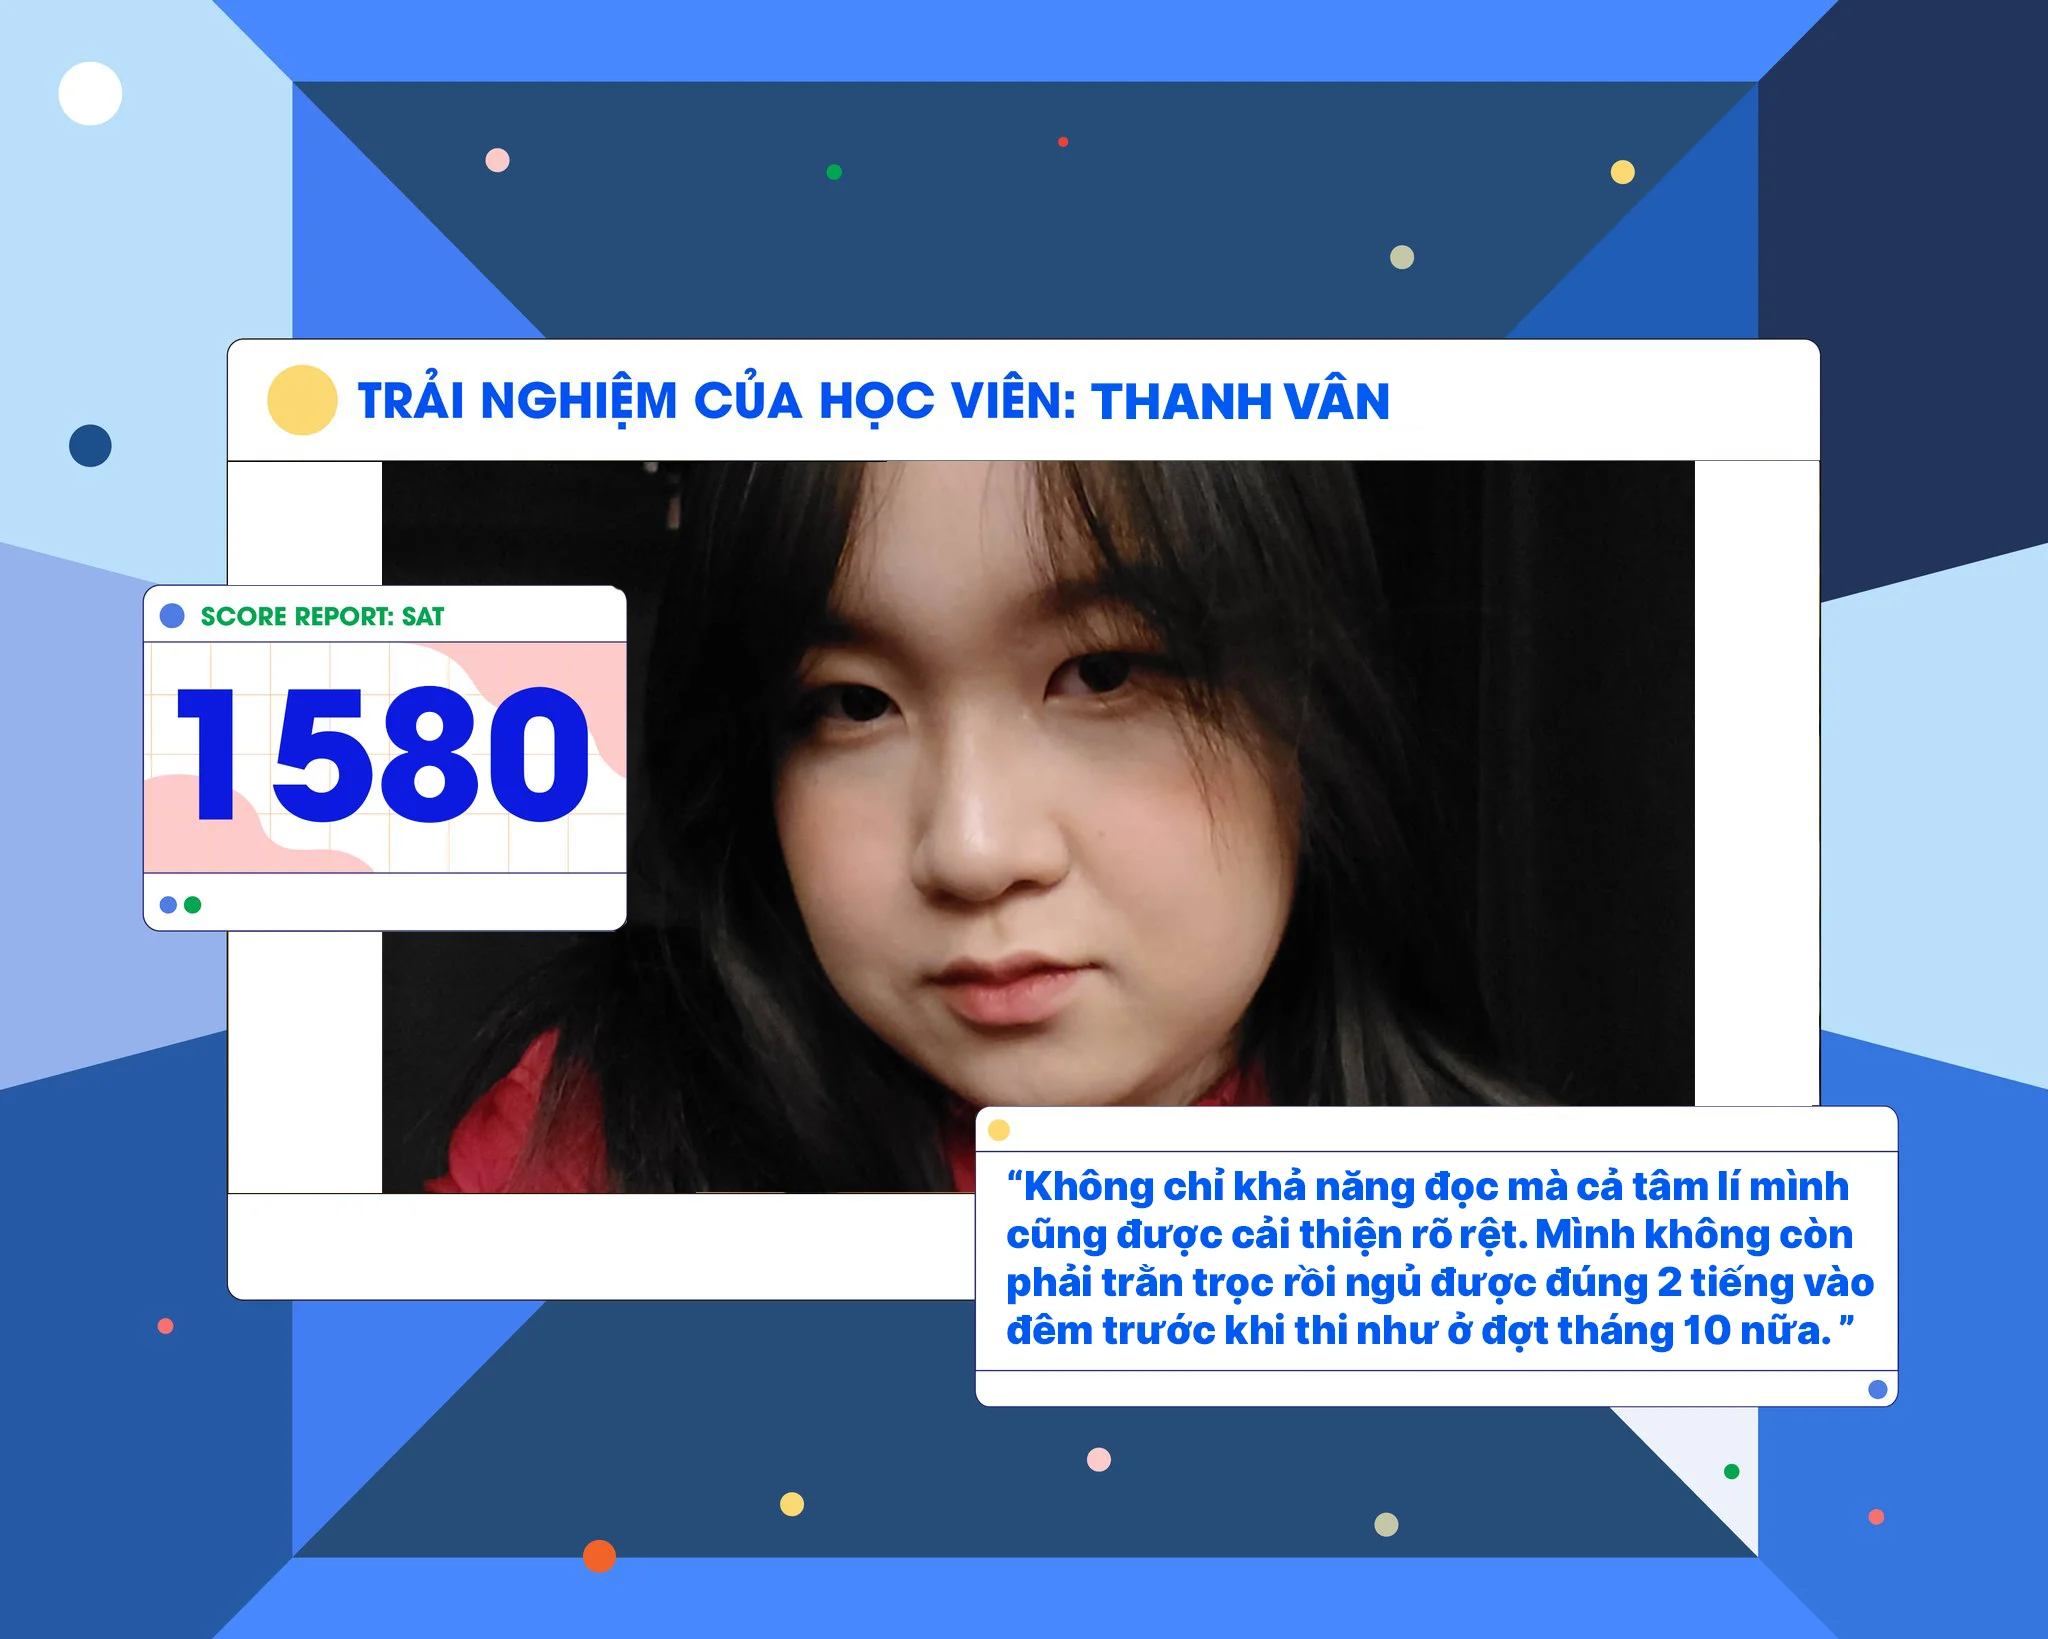 TRẢI NGHIỆM CỦA HỌC VIÊN: THANH VÂN
SCORE REPORT: SAT
1580
“Không chỉ khả năng đọc mà cả tâm lí mình
cũng được cải thiện rõ rệt. Mình không còn
phải trằn trọc rồi ngủ được đúng 2 tiếng vào
đêm trước khi thi như ở đợt tháng 10 nữa. ”